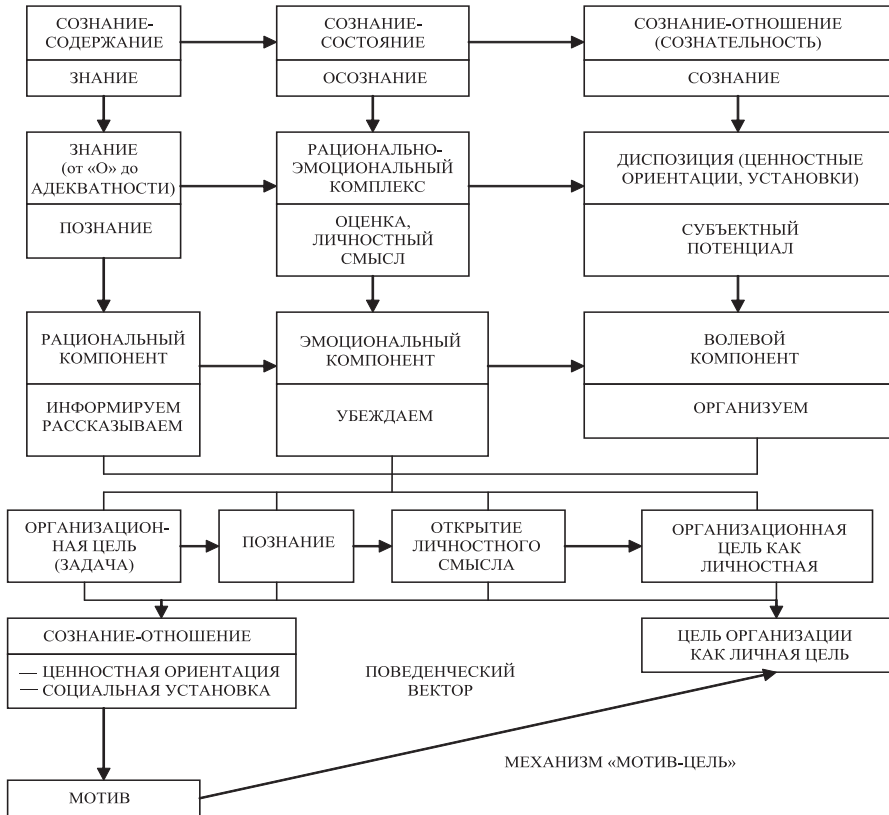 СОЗНАНИЕ-
СОДЕРЖАНИЕ
ЗНАНИЕ
СОЗНАНИЕ-
СОСТОЯНИЕ
ОСОЗНАНИЕ
СОЗНАНИЕ-ОТНОШЕНИЕ
(СОЗНАТЕЛЬНОСТЬ)
СОЗНАНИЕ
ЗНАНИЕ
(от «О» до
АДЕКВАТНОСТИ)
ПОЗНАНИЕ
РАЦИОНАЛЬНО-
ЭМОЦИОНАЛЬНЫЙ
КОМПЛЕКС
ОЦЕНКА,
ЛИЧНОСТНЫЙ
СМЫСЛ
ДИСПОЗИЦИЯ (ЦЕННОСТНЫЕ
ОРИЕНТАЦИИ, УСТАНОВКИ)
СУБЪЕКТНЫЙ
ПОТЕНЦИАЛ
РАЦИОНАЛЬНЫЙ
КОМПОНЕНТ
ИНФОРМИРУЕМ
РАССКАЗЫВАЕМ
ЭМОЦИОНАЛЬНЫЙ
КОМПОНЕНТ
УБЕЖДАЕМ
ВОЛЕВОЙ
КОМПОНЕНТ
ОРГАНИЗУЕМ
ОРГАНИЗАЦИОН-
НАЯ ЦЕЛЬ
(ЗАДАЧА)
ПОЗНАНИЕ
ОТКРЫТИЕ
ЛИЧНОСТНОГО
СМЫСЛА
ОРГАНИЗАЦИОННАЯ
ЦЕЛЬ КАК
ЛИЧНОСТНАЯ
СОЗНАНИЕ-ОТНОШЕНИЕ
— ЦЕННОСТНАЯ ОРИЕНТАЦИЯ
— СОЦИАЛЬНАЯ УСТАНОВКА
ПОВЕДЕНЧЕСКИЙ
ВЕКТОР
ЦЕЛЬ ОРГАНИЗАЦИИ
КАК ЛИЧНАЯ ЦЕЛЬ
МЕХАНИЗМ «МОТИВ-ЦЕЛЬ»
МОТИВ